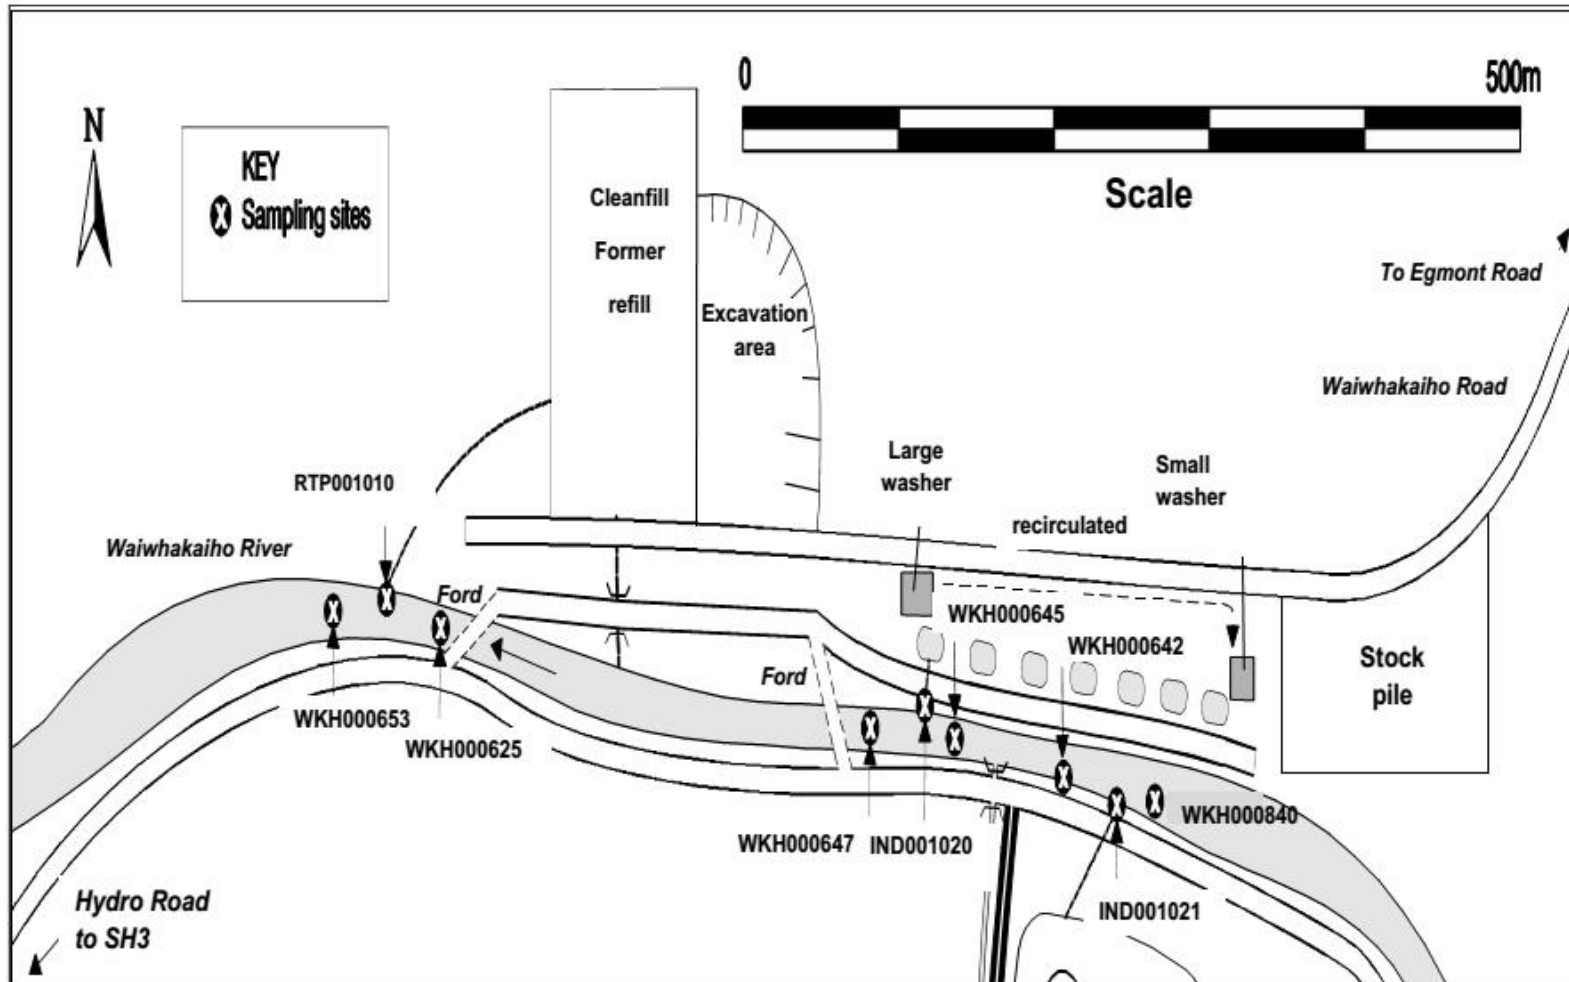 0
500m
N
KEY
Sampling sites
Scale
Cleanfill
Former
refill
Excavation
area
To Egmont Road
Waiwhakaiho Road
Large
washer
Small
washer
recirculated
RTP001010
Waiwhakaiho River
Ford
WKH000645
WKH000642
Ford
Stock
pile
WKH000653
WKH000625
WKH000647
IND001020
WKH000840
IND001021
Hydro Road
to SH3